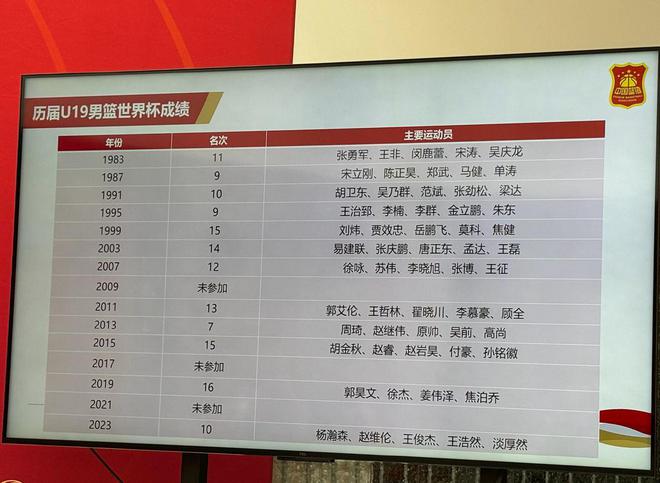 历届U19男篮世界杯成绩
中国篮协
年份 名次 主要运动员
1983 11 张勇军、王非、闵鹿蕾、宋涛、吴庆龙
1987 9 宋立刚、陈正昊、郑武、马健、单涛
1991 10 胡卫东、吴乃群、范斌、张劲松、梁达
1995 9 王治郅、李楠、李群、金立鹏、朱东
1999 15 刘炜、贾效忠、岳鹏飞、莫科、焦健
2003 14 易建联、张庆鹏、唐正东、孟达、王磊
2007 12 徐咏、苏伟、李晓旭、张博、王征
2009 未参加
2011 13 郭艾伦、王哲林、翟晓川、李慕豪、顾全
2013 7 周琦、赵继伟、原帅、吴前、高尚
2015 15 胡金秋、赵睿、赵岩昊、付豪、孙铭徽
2017 未参加
2019 16 郭昊文、徐杰、姜伟泽、焦泊乔
2021 未参加
2023 10 杨瀚森、赵维伦、王俊杰、王浩然、淡厚然